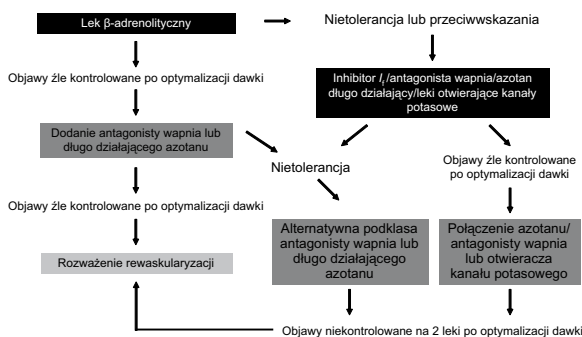 Lek β-adrenolityczny
Nietolerancja lub przeciwwskazania
Objawy źle kontrolowane po optymalizacji dawki
Inhibitor If/antagonista wapnia/azotan
długo działający/leki otwierające kanały
potasowe
Dodanie antagonisty wapnia lub
długo działającego azotanu
Nietolerancja
Objawy źle kontrolowane
po optymalizacji dawki
Objawy źle kontrolowane po optymalizacji dawki
Alternatywna podklasa
antagonisty wapnia lub
długo działającego
azotanu
Połączenie azotanu/
antagonisty wapnia
lub otwieracza
kanału potasowego
Rozważenie rewaskularyzacji
Objawy niekontrolowane na 2 leki po optymalizacji dawki